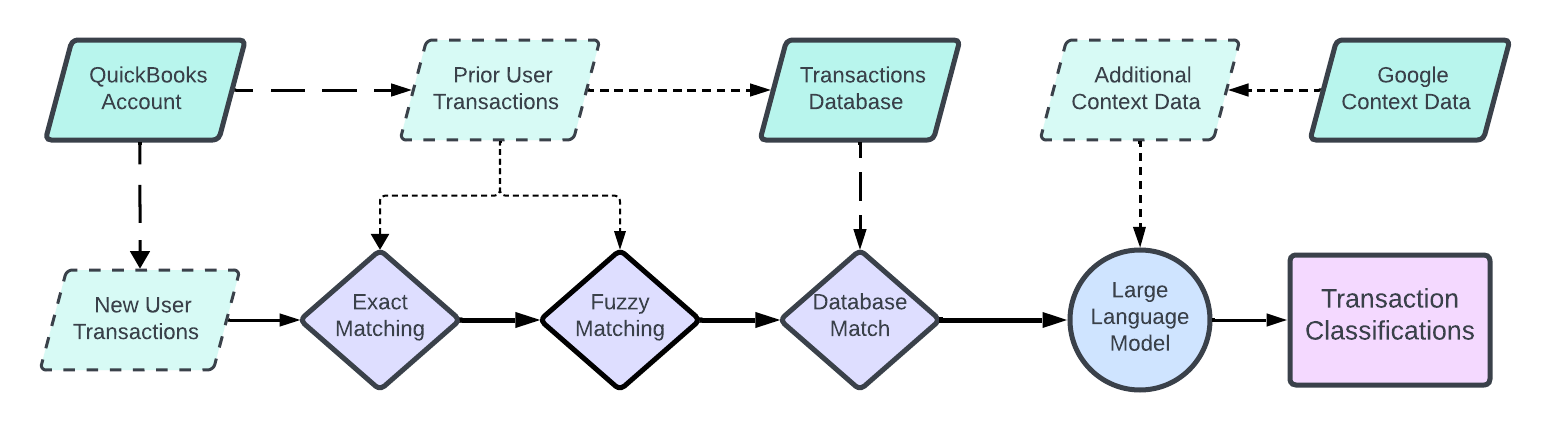 QuickBooks
Account
Prior User
Transactions
Transactions
Database
Additional
Context Data
Google
Context Data
New User
Transactions
Exact
Matching
Fuzzy
Matching
Database
Match
Large
Language
Model
Transaction
Classifications